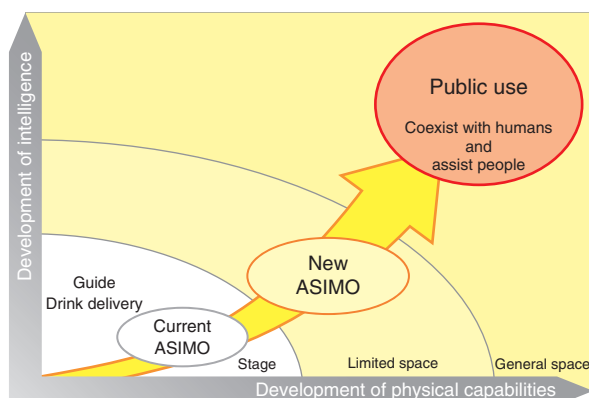 Development of intelligence
Public use
Coexist with humans
and
assist people
New
ASIMO
Guide
Drink delivery
Current
ASIMO
Stage
Limited space
General space
Development of physical capabilities